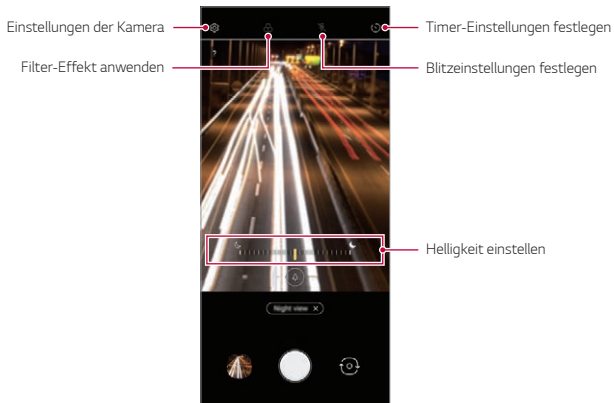 Einstellungen der Kamera
Timer-Einstellungen festlegen
Filter-Effekt anwenden
Blitzeinstellungen festlegen
?
Helligkeit einstellen
Night view ×